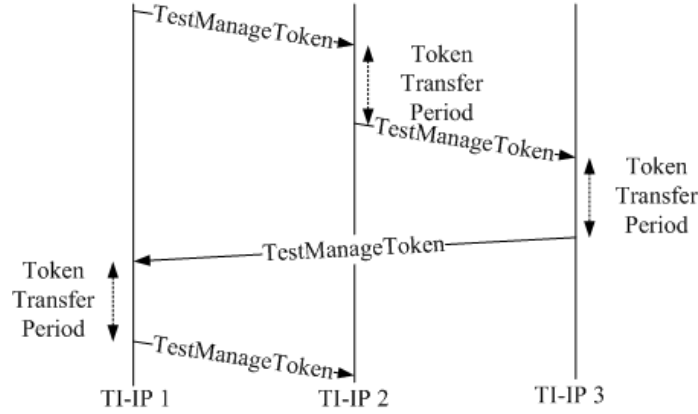 TestManageToken
Token
Transfer
Period
TestManageToken
Token
Transfer
Period
TestManageToken
Token
Transfer
Period
TestManageToken
TI-IP 1
TI-IP 2
TI-IP 3